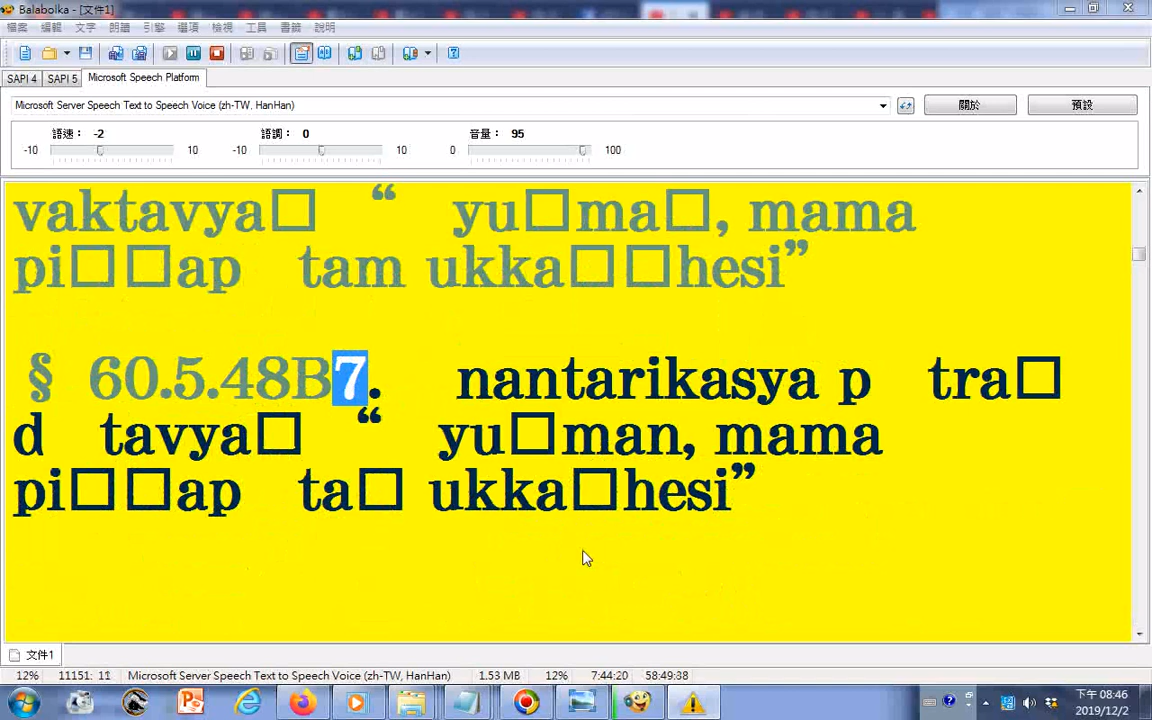 Balabolka - [文件1]
檔案 編輯 文字 朗讀 引擎 選項 檢視 工具 書籤 說明
SAPI 4 SAPI 5 Microsoft Speech Platform
Microsoft Server Speech Text to Speech Voice (zh-TW, HanHan) 關於 預設
語速： -2 語調： 0 音量： 95
-10 10 -10 10 0 100
vaktavya□ “ yu□ma□, mama
pi□□ap tam ukka□□hesi”
§ 60.5.48B7. nantarikasya p tra□
d tavya□ “ yu□man, mama
pi□□ap ta□ ukka□hesi”
文件1
12% 11151: 11 Microsoft Server Speech Text to Speech Voice (zh-TW, HanHan) 1.53 MB 12% 7:44:20 58:49:38
下午 08:46
2019/12/2